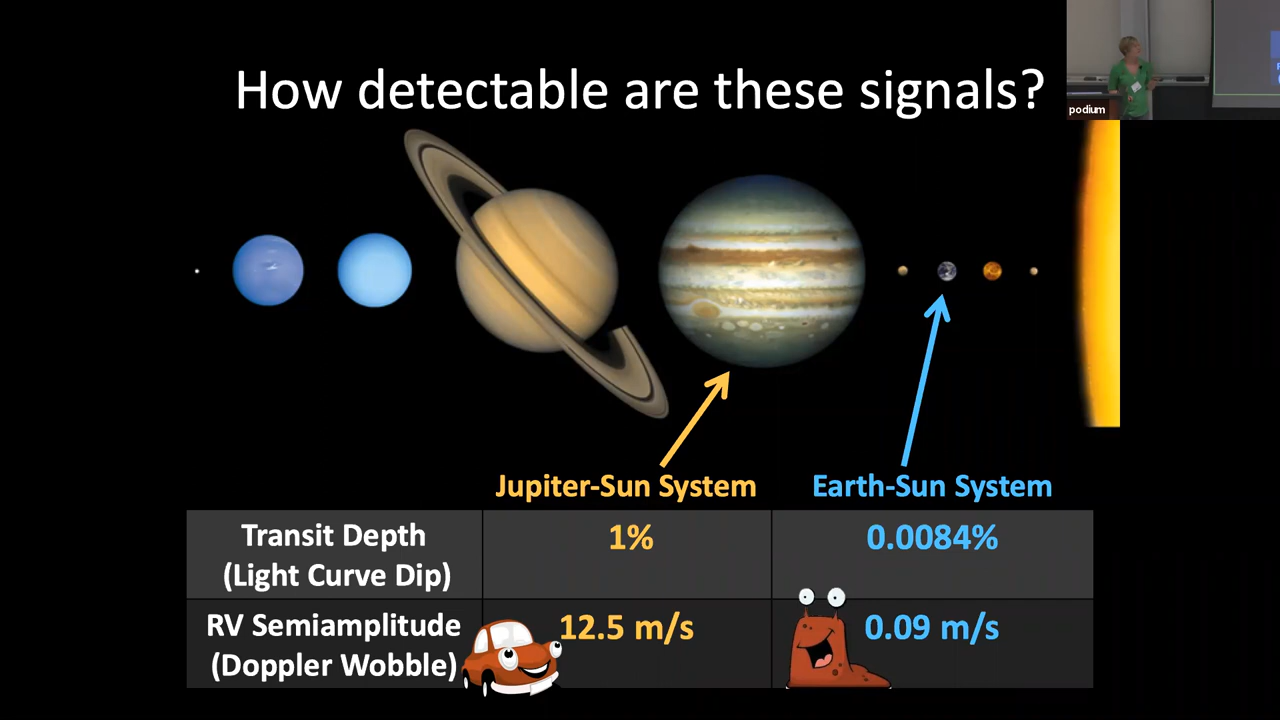 How detectable are these signals?
podium
Jupiter-Sun System
Earth-Sun System
Transit Depth
(Light Curve Dip)
1%
0.0084%
RV Semiamplitude
(Doppler Wobble)
12.5 m/s
0.09 m/s